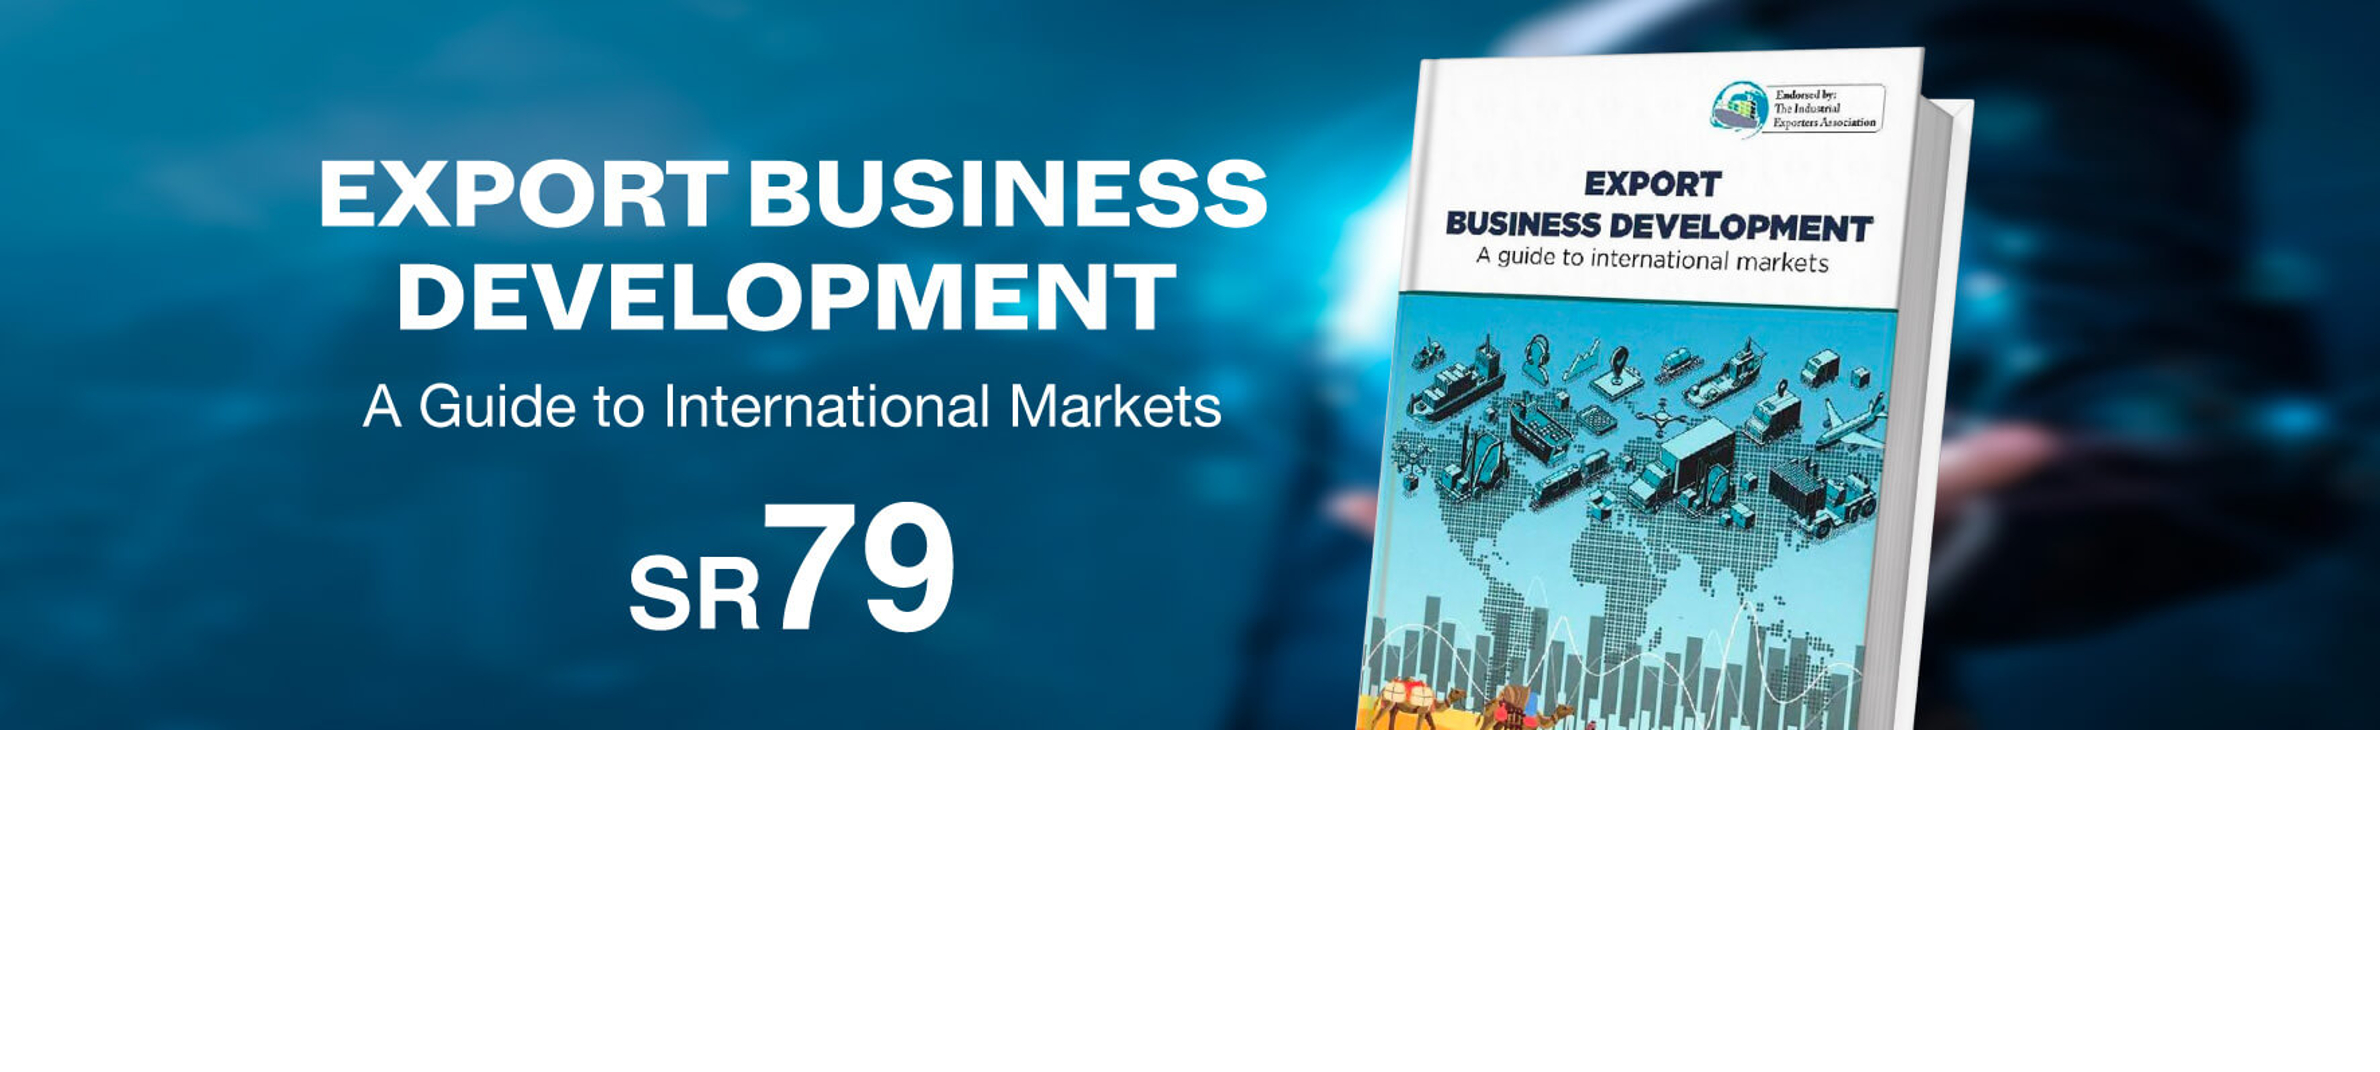 EXPORT BUSINESS
DEVELOPMENT
A Guide to International Markets
SR79
Endorsed by:
The Industrial
Exporters Association
EXPORT
BUSINESS DEVELOPMENT
A guide to international markets